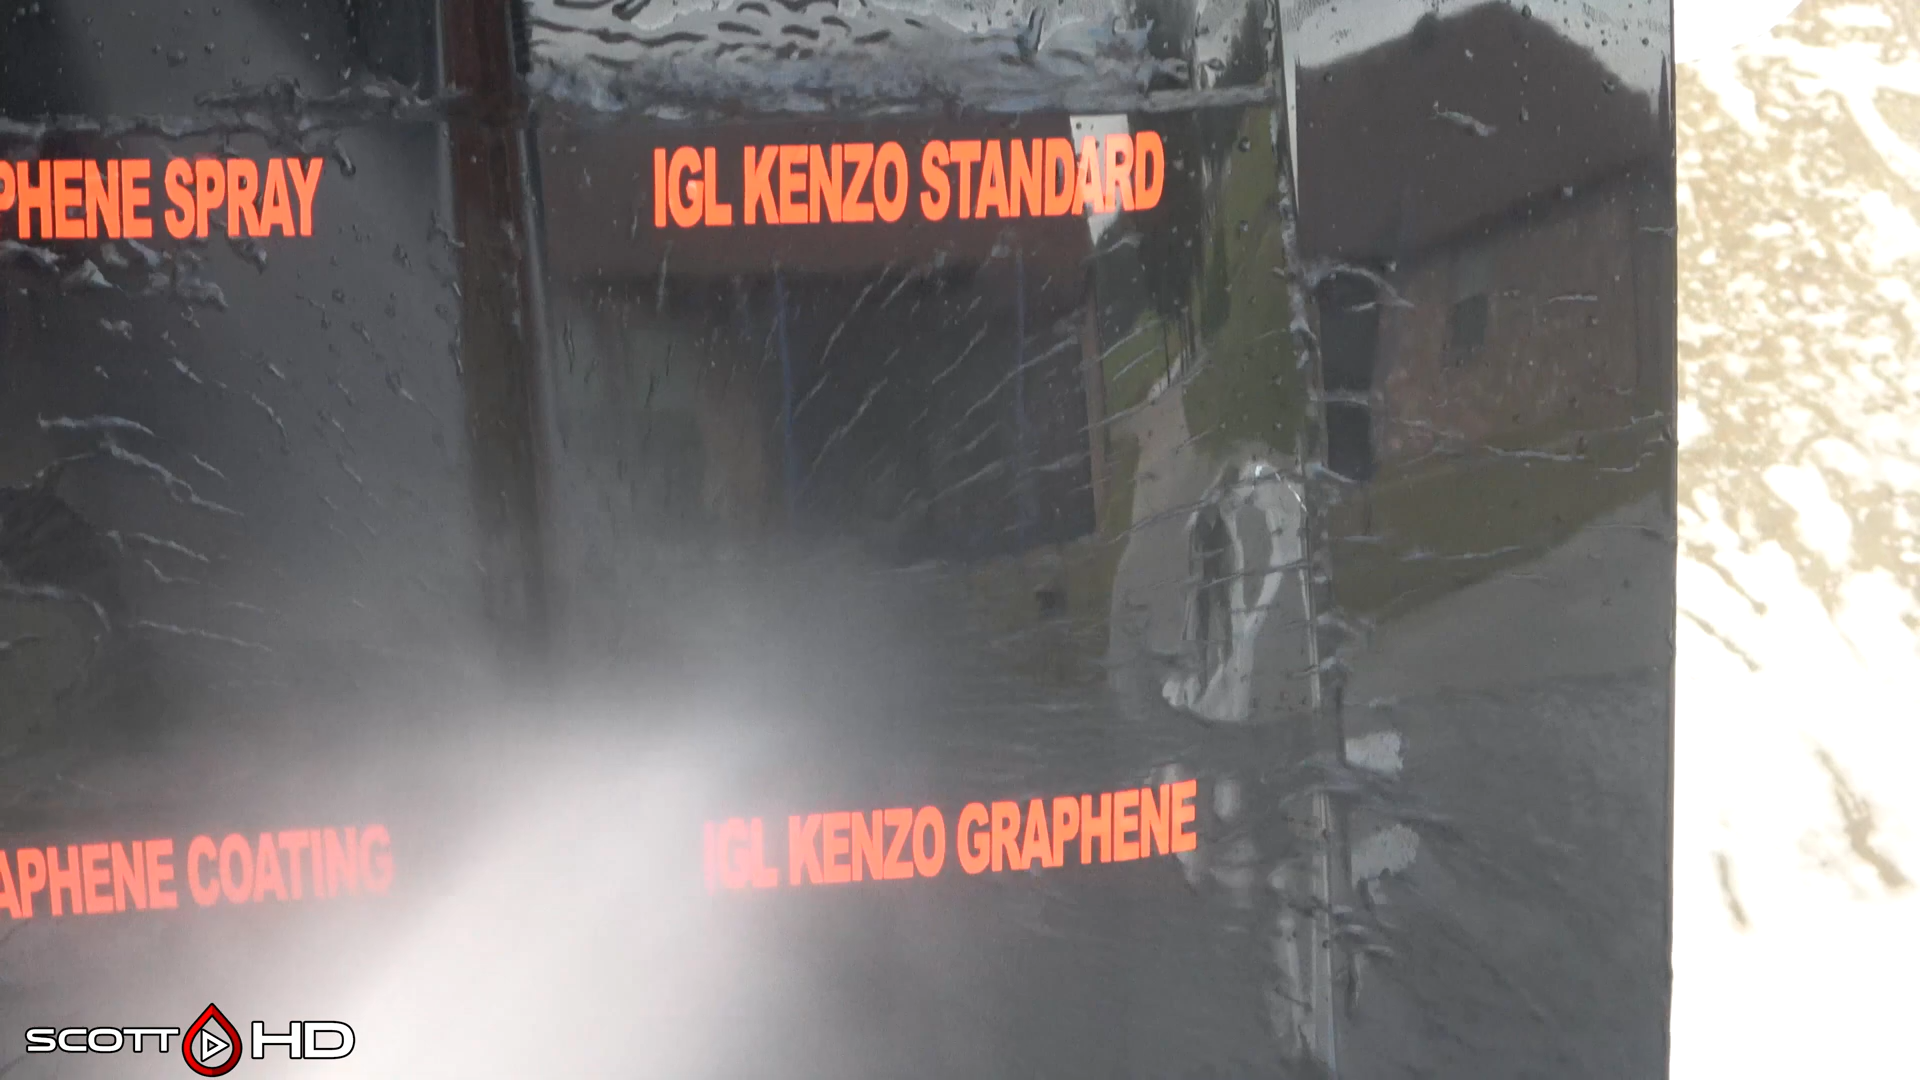 PHENE SPRAY
IGL KENZO STANDARD
APHENE COATING
IGL KENZO GRAPHENE
SCOTT HD